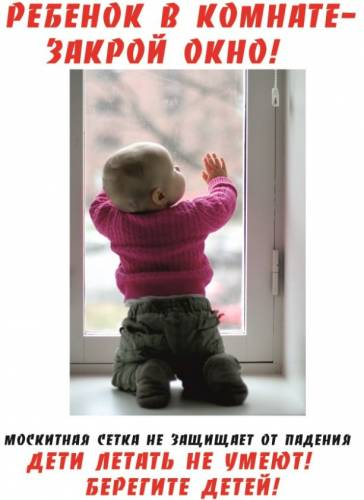 РЕБЕНОК В КОМНАТЕ-
ЗАКРОЙ ОКНО!
МОСКИТНАЯ СЕТКА НЕ ЗАЩИЩАЕТ ОТ ПАДЕНИЯ
ДЕТИ ЛЕТАТЬ НЕ УМЕЮТ!
БЕРЕГИТЕ ДЕТЕЙ!